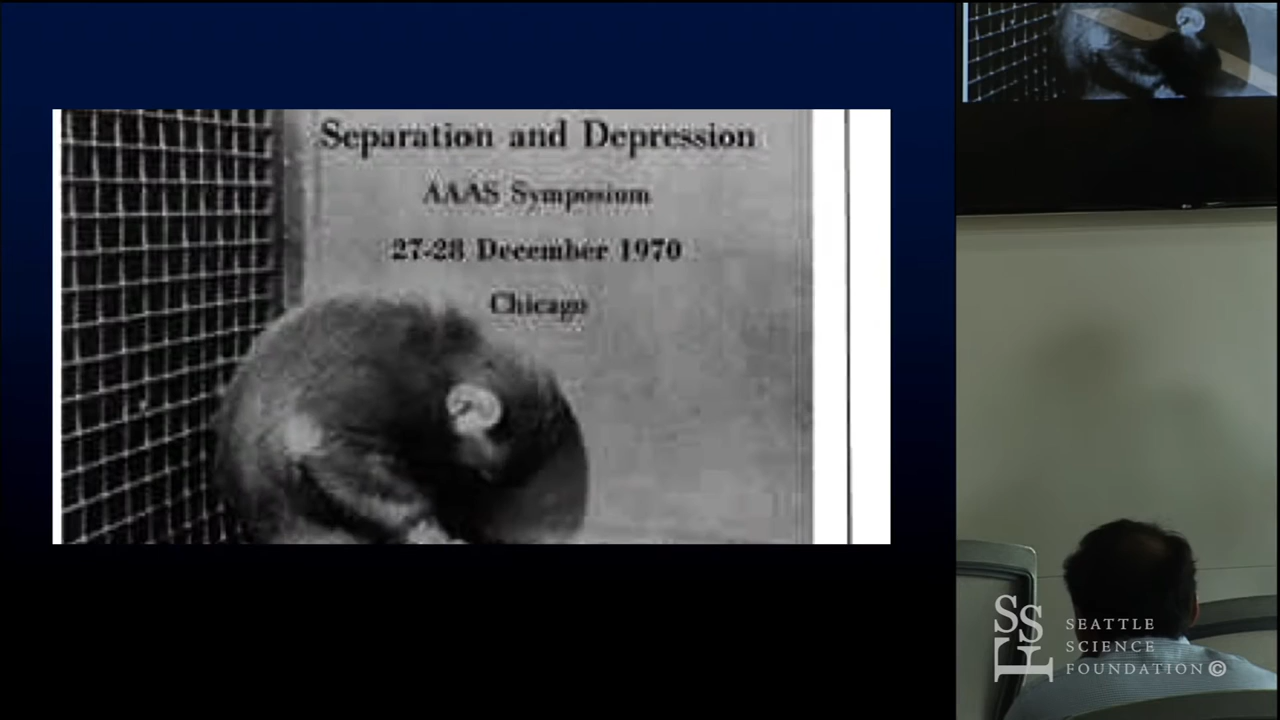 Separation and Depression
AAAS Symposium
27-28 December 1970
Chicago
SSF
SEATTLE
SCIENCE
FOUNDATION©